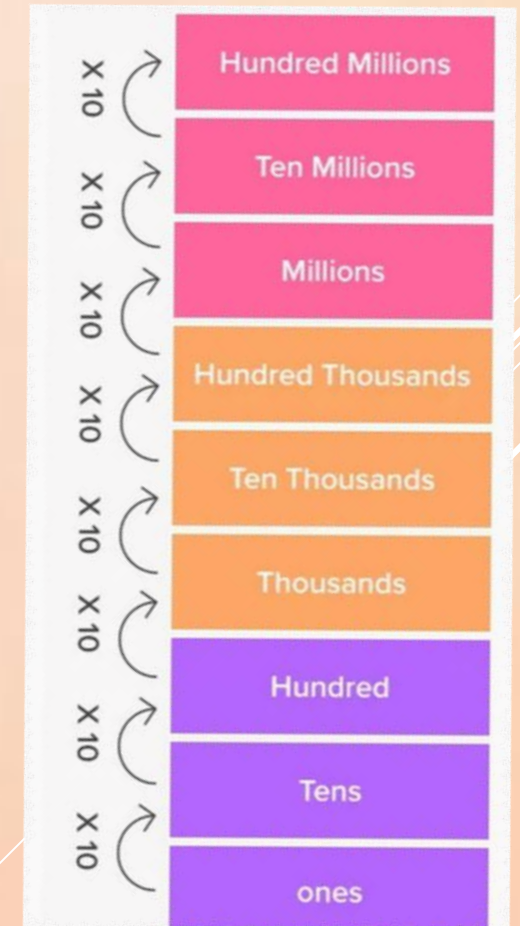 X 10
Hundred Millions
X 10
Ten Millions
X 10
Millions
X 10
Hundred Thousands
X 10
Ten Thousands
X 10
Thousands
X 10
Hundred
X 10
Tens
ones